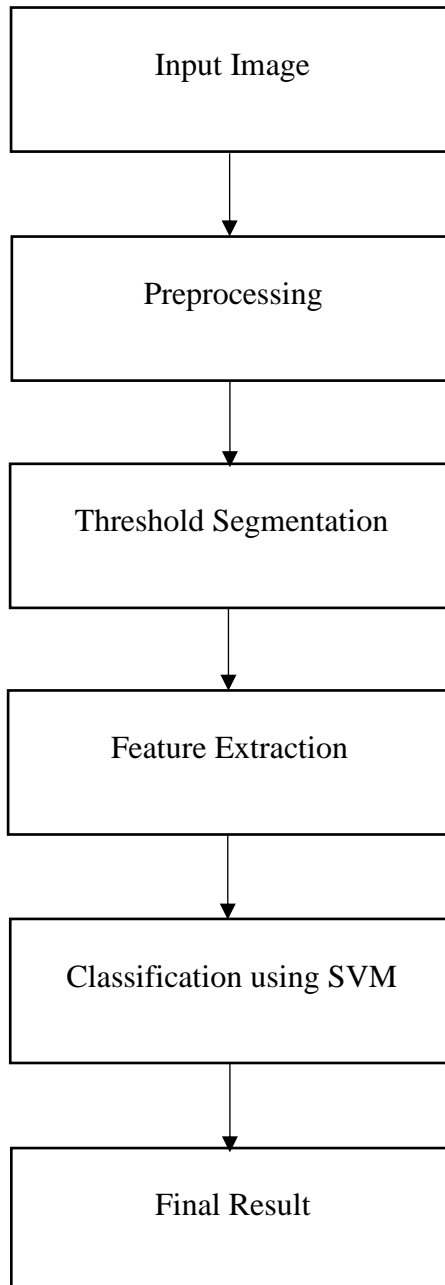 Input Image
Preprocessing
Threshold Segmentation
Feature Extraction
Classification using SVM
Final Result